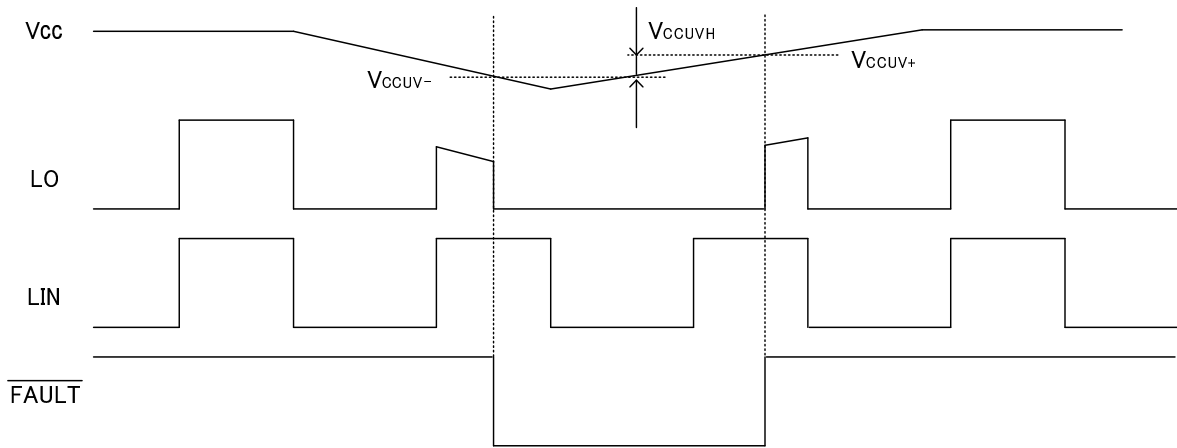 Vcc
VCCUVH
VCCUV-
VCCUV+
LO
LIN
FAULT